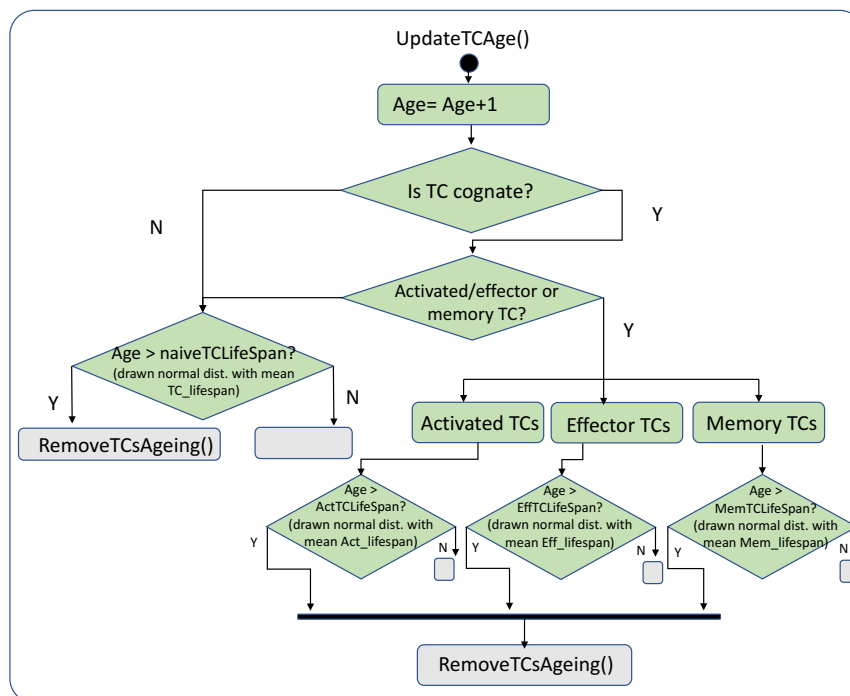 UpdateTCAge()
Age= Age+1
Is TC cognate?
N
Y
Activated/effector or
memory TC?
Y
Age > naiveTCLifeSpan?
(drawn normal dist. with mean
TC_lifespan)
Y
N
RemoveTCsAgeing()
Activated TCs
Effector TCs
Memory TCs
Age >
ActTCLifeSpan?
(drawn normal dist. with
mean Act_lifespan)
Y
N
Age >
EffTCLifeSpan?
(drawn normal dist. with
mean Eff_lifespan)
Y
N
Age >
MemTCLifeSpan?
(drawn normal dist. with
mean Mem_lifespan)
Y
N
RemoveTCsAgeing()